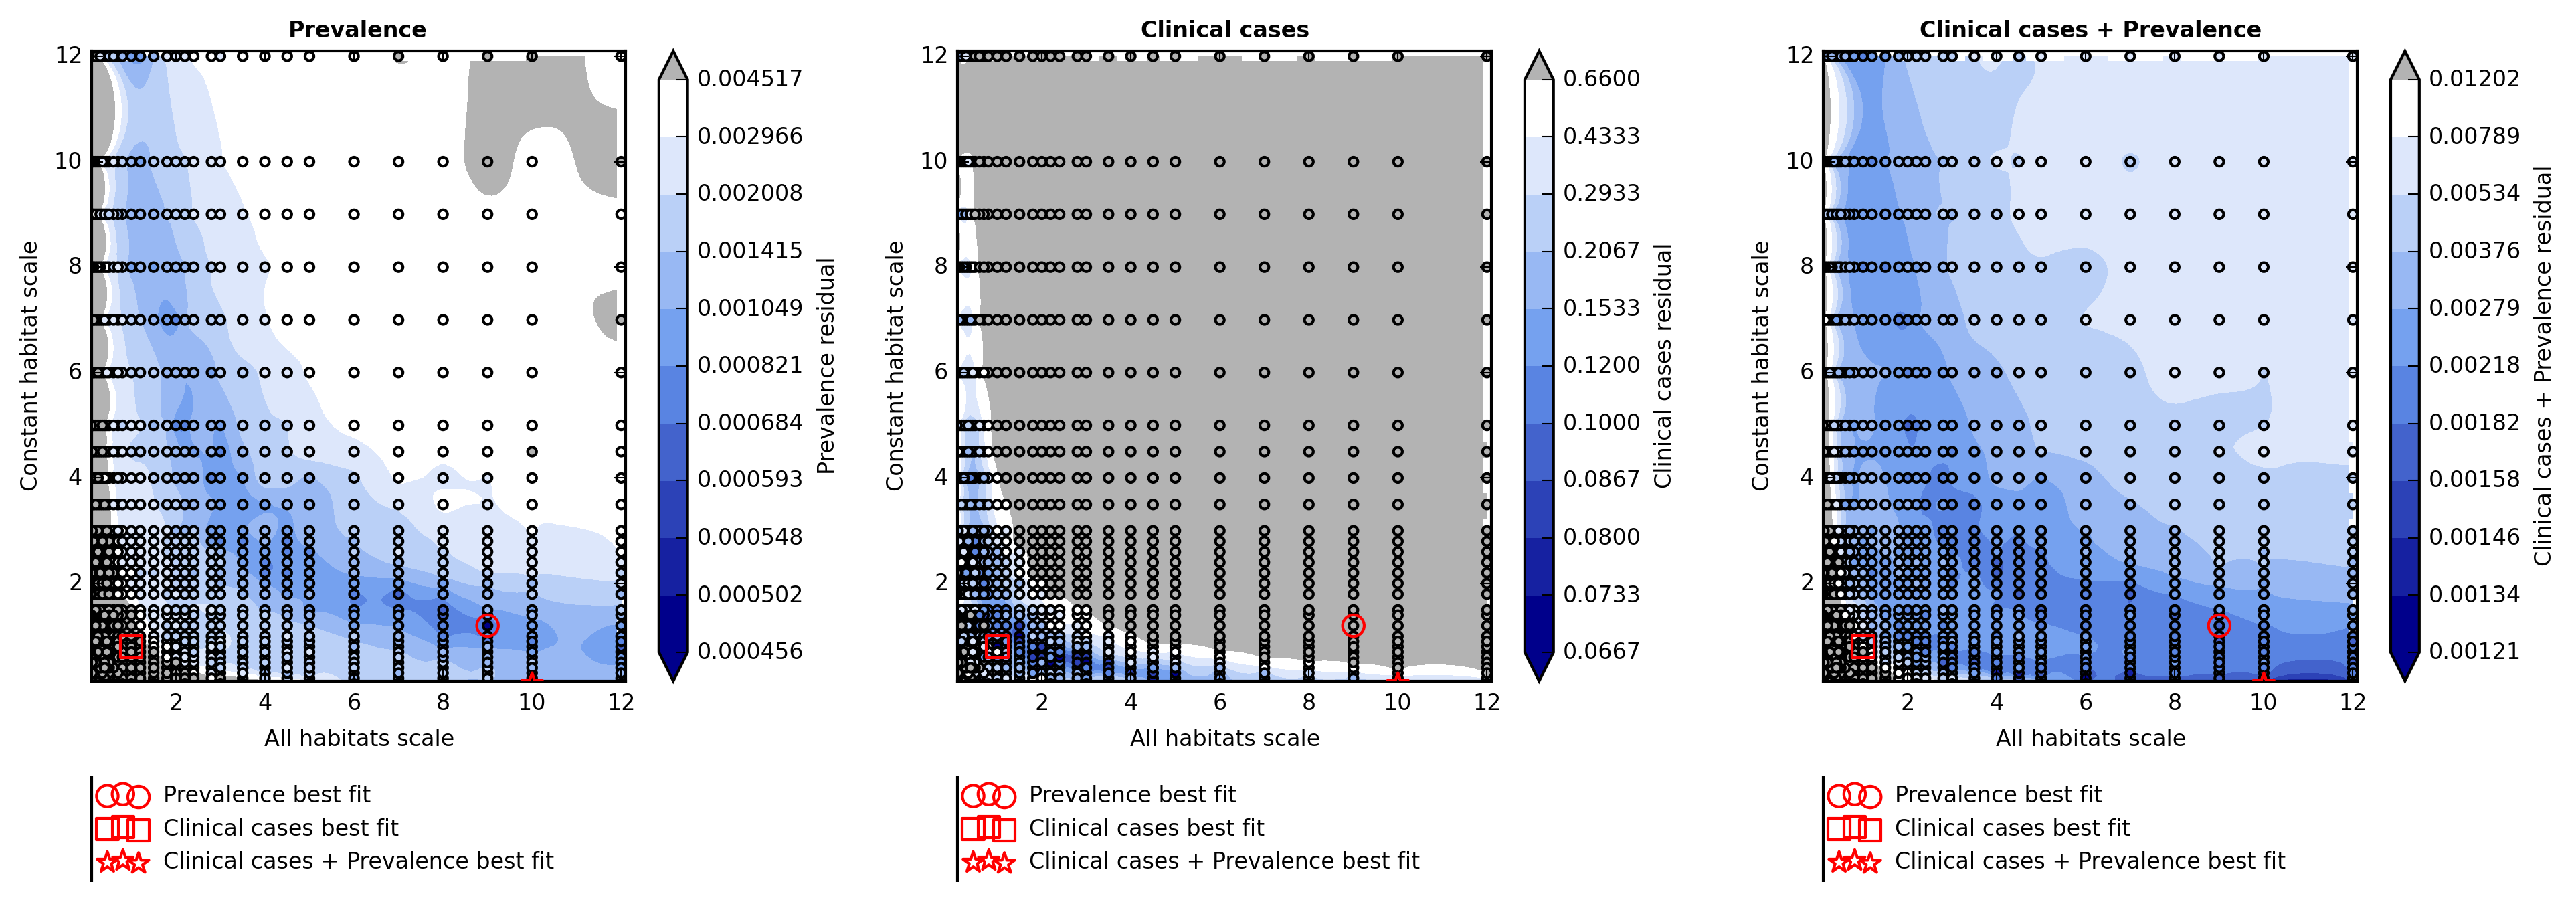 Prevalence
12
10
8
6
4
2
2 4 6 8 10 12
Constant habitat scale
All habitats scale
0.004517
0.002966
0.002008
0.001415
0.001049
0.000821
0.000684
0.000593
0.000548
0.000502
0.000456
Prevalence residual
Prevalence best fit
Clinical cases best fit
Clinical cases + Prevalence best fit
Clinical cases
12
10
8
6
4
2
2 4 6 8 10 12
Constant habitat scale
All habitats scale
0.6600
0.4333
0.2933
0.2067
0.1533
0.1200
0.1000
0.0867
0.0800
0.0733
0.0667
Clinical cases residual
Prevalence best fit
Clinical cases best fit
Clinical cases + Prevalence best fit
Clinical cases + Prevalence
12
10
8
6
4
2
2 4 6 8 10 12
Constant habitat scale
All habitats scale
0.01202
0.00789
0.00534
0.00376
0.00279
0.00218
0.00182
0.00158
0.00146
0.00134
0.00121
Clinical cases + Prevalence residual
Prevalence best fit
Clinical cases best fit
Clinical cases + Prevalence best fit